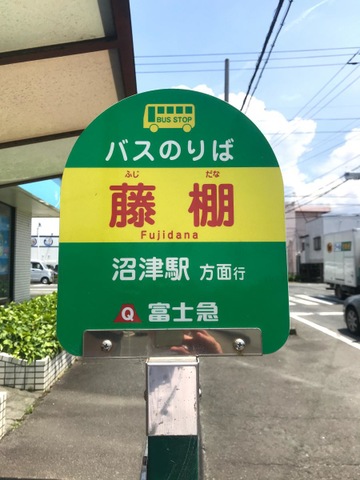 BUS STOP
バスのりば
ふじ だな
藤棚
Fujidana
沼津駅 方面行
Q 富士急